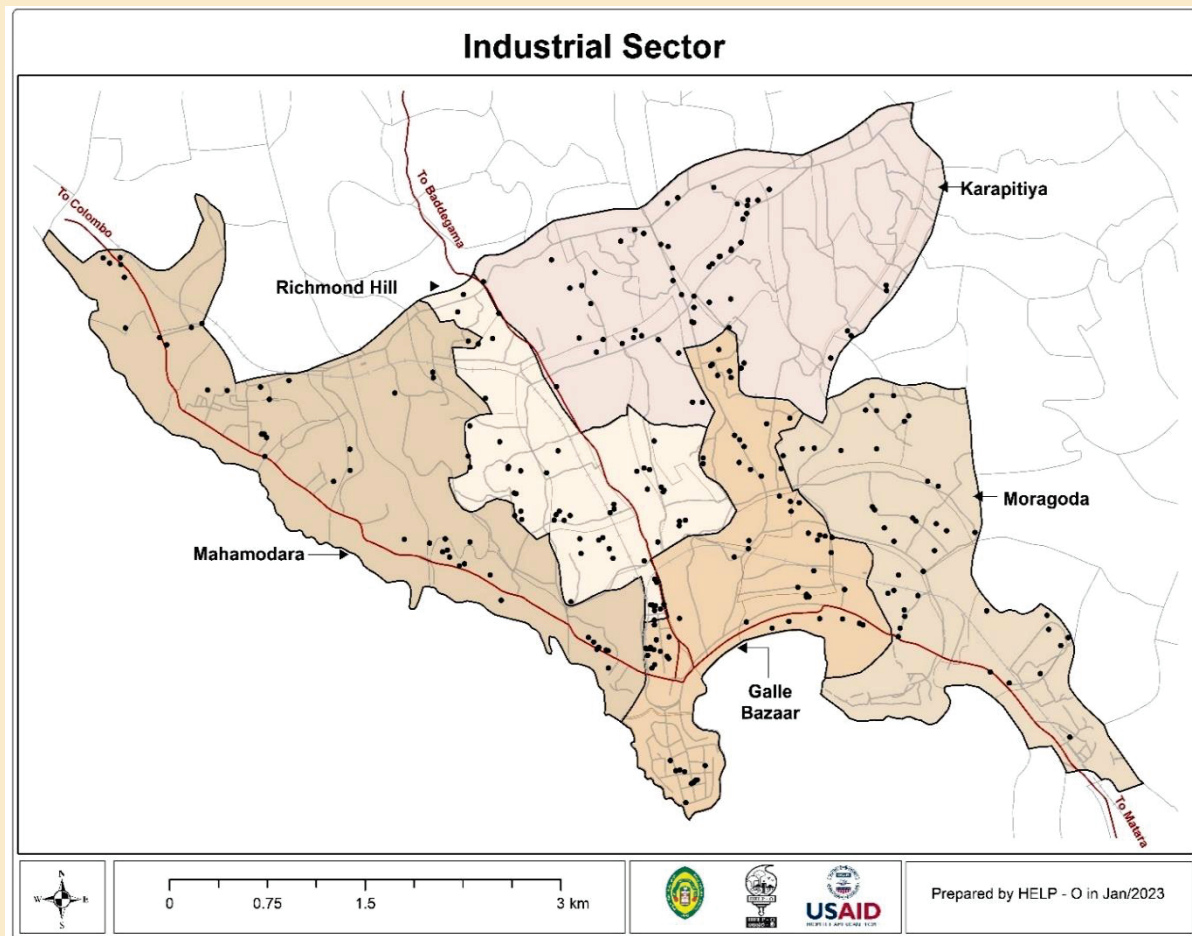 Industrial Sector
To Colombo
To Baddegama
Karapitiya
Richmond Hill
Moragoda
Mahamodara
Galle
Bazaar
To Matara
N
W E
S
0 0.75 1.5 3 km
HELP - O
USAID
Prepared by HELP - O in Jan/2023